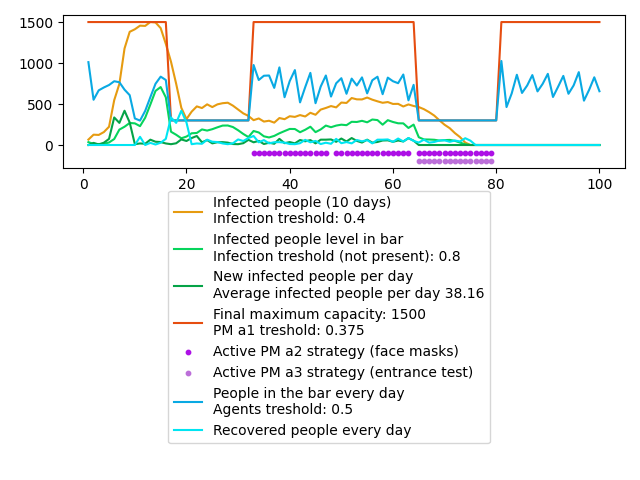 1500
1000
500
0
0
20
40
60
80
100
Infected people (10 days)
Infection treshold: 0.4
Infected people level in bar
Infection treshold (not present): 0.8
New infected people per day
Average infected people per day 38.16
Final maximum capacity: 1500
PM a1 treshold: 0.375
Active PM a2 strategy (face masks)
Active PM a3 strategy (entrance test)
People in the bar every day
Agents treshold: 0.5
Recovered people every day